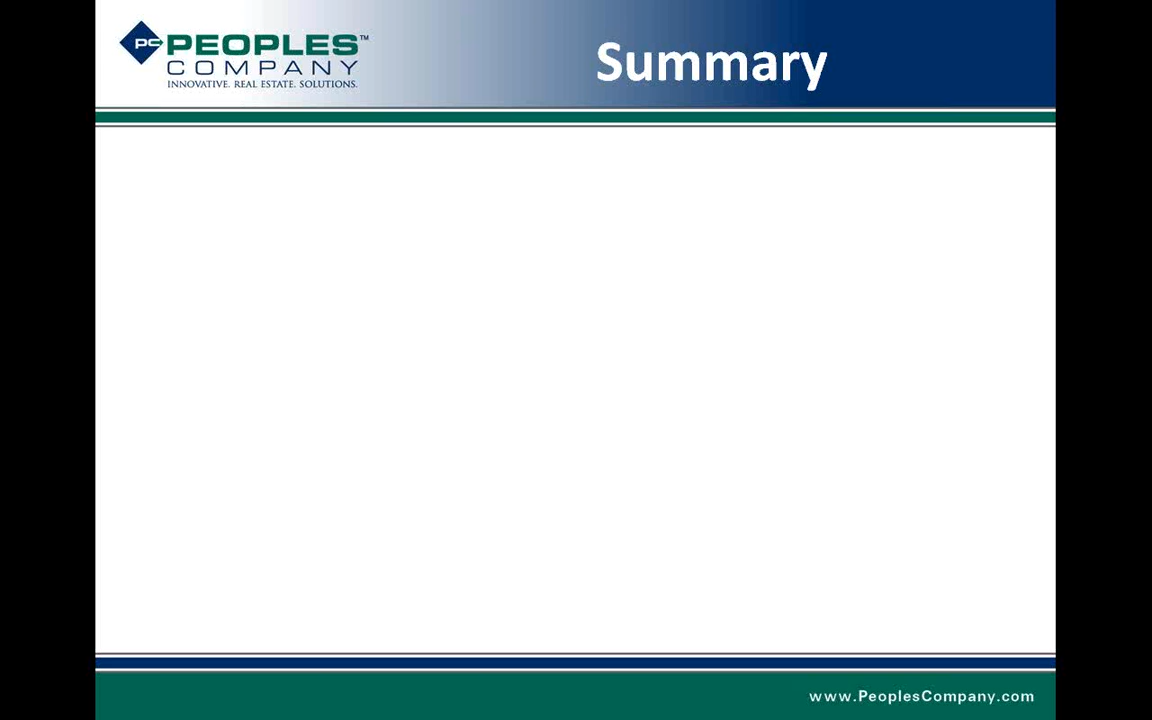 PC
PEOPLES™
COMPANY
INNOVATIVE. REAL ESTATE. SOLUTIONS.
Summary
www.PeoplesCompany.com